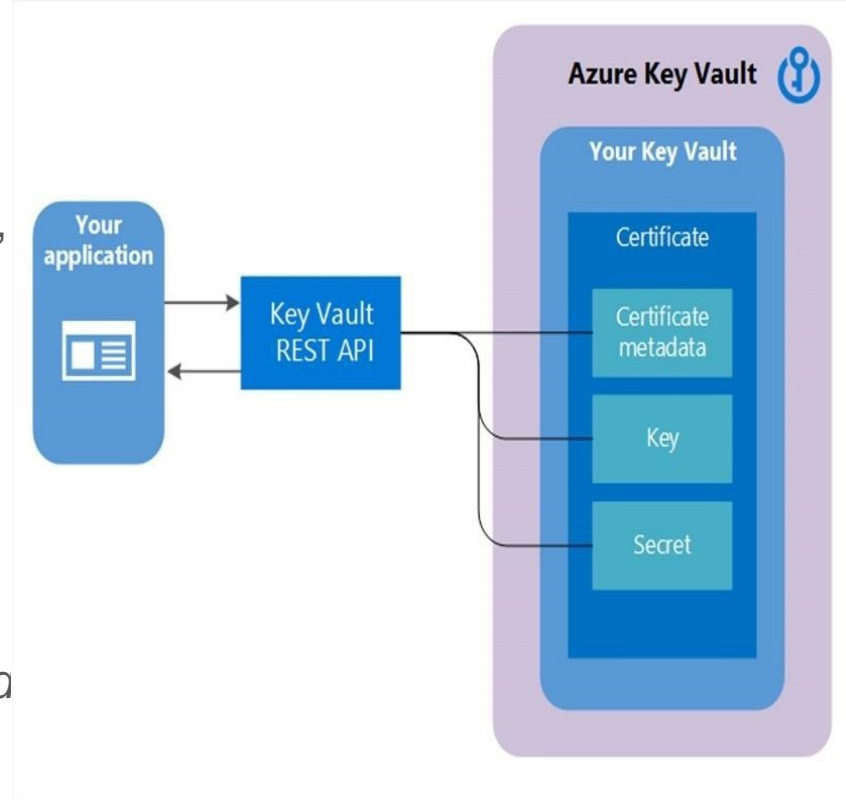 Azure Key Vault
Your Key Vault
Your
application
,
Certificate
Key Vault
REST API
Certificate
metadata
Key
Secret